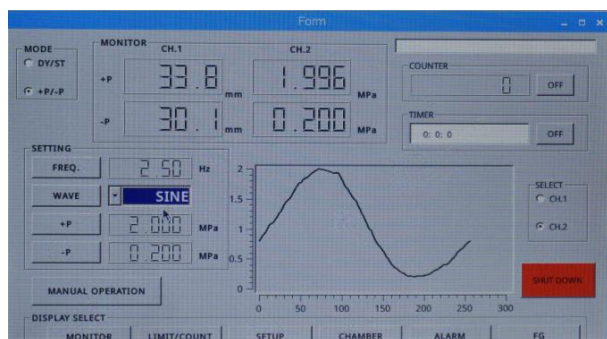 Form
MODE
DY/ST
+P/-P
MONITOR
CH.1 CH.2
+P 33.8 mm 1.996 MPa
-P 30.1 mm 0.200 MPa
COUNTER
0 OFF
TIMER
0: 0: 0 OFF
SETTING
FREQ. 2.50 Hz
WAVE SINE
+P 2.000 MPa
-P 0.200 MPa
MANUAL OPERATION
2
1.5
1
0.5
0
0 50 100 150 200 250 300
SELECT
CH.1
CH.2
SHUT DOWN
DISPLAY SELECT
MONITOR LIMIT/COUNT SETUP CHAMBER ALARM FG